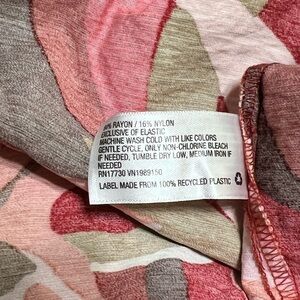 RAYON / 16% NYLON
EXCLUSIVE OF ELASTIC
MACHINE WASH COLD WITH LIKE COLORS
GENTLE CYCLE, ONLY NON-CHLORINE BLEACH
IF NEEDED, TUMBLE DRY LOW, MEDIUM IRON IF
NEEDED
RN17730 VN1989150
LABEL MADE FROM 100% RECYCLED PLASTIC